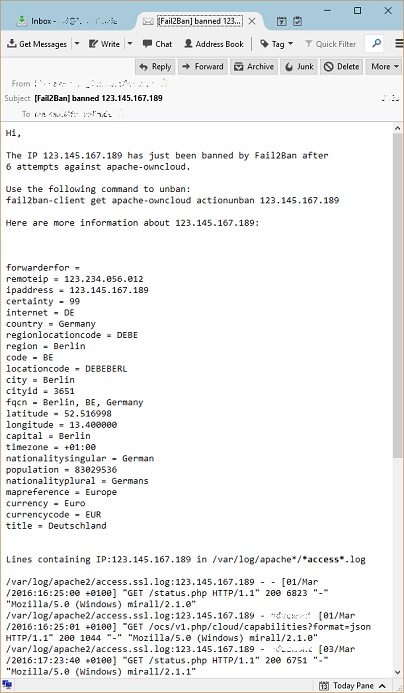 Inbox -
[Fail2Ban] banned 123...
Get Messages
Write
Chat
Address Book
Tag
Quick Filter
Reply
Forward
Archive
Junk
Delete
More
From
Subject [Fail2Ban] banned 123.145.167.189
To
Hi,
The IP 123.145.167.189 has just been banned by Fail2Ban after
6 attempts against apache-owncloud.
Use the following command to unban:
fail2ban-client get apache-owncloud actionunban 123.145.167.189
Here are more information about 123.145.167.189:
forwarderfor =
remoteip = 123.234.056.012
ipaddress = 123.145.167.189
certainty = 99
internet = DE
country = Germany
regionlocationcode = DEBE
region = Berlin
code = BE
locationcode = DEBEBERL
city = Berlin
cityid = 3651
fqcn = Berlin, BE, Germany
latitude = 52.516998
longitude = 13.400000
capital = Berlin
timezone = +01:00
nationalitysingular = German
population = 83029536
nationalityplural = Germans
mapreference = Europe
currency = Euro
currencycode = EUR
title = Deutschland
Lines containing IP:123.145.167.189 in /var/log/apache*/*access*.log
/var/log/apache2/access.ssl.log:123.145.167.189 - - [01/Mar
/2016:16:25:00 +0100] "GET /status.php HTTP/1.1" 200 6823 "-"
"Mozilla/5.0 (Windows) mirall/2.1.0"
/var/log/apache2/access.ssl.log:123.145.167.189 - [01/Mar
/2016:16:25:01 +0100] "GET /ocs/v1.php/cloud/capabilities?format=json
HTTP/1.1" 200 1044 "-" "Mozilla/5.0 (Windows) mirall/2.1.0"
/var/log/apache2/access.ssl.log:123.145.167.189 - [03/Mar
/2016:17:23:40 +0100] "GET /status.php HTTP/1.1" 200 6751 "-"
"Mozilla/5.0 (Windows) mirall/2.1.1"
Today Pane